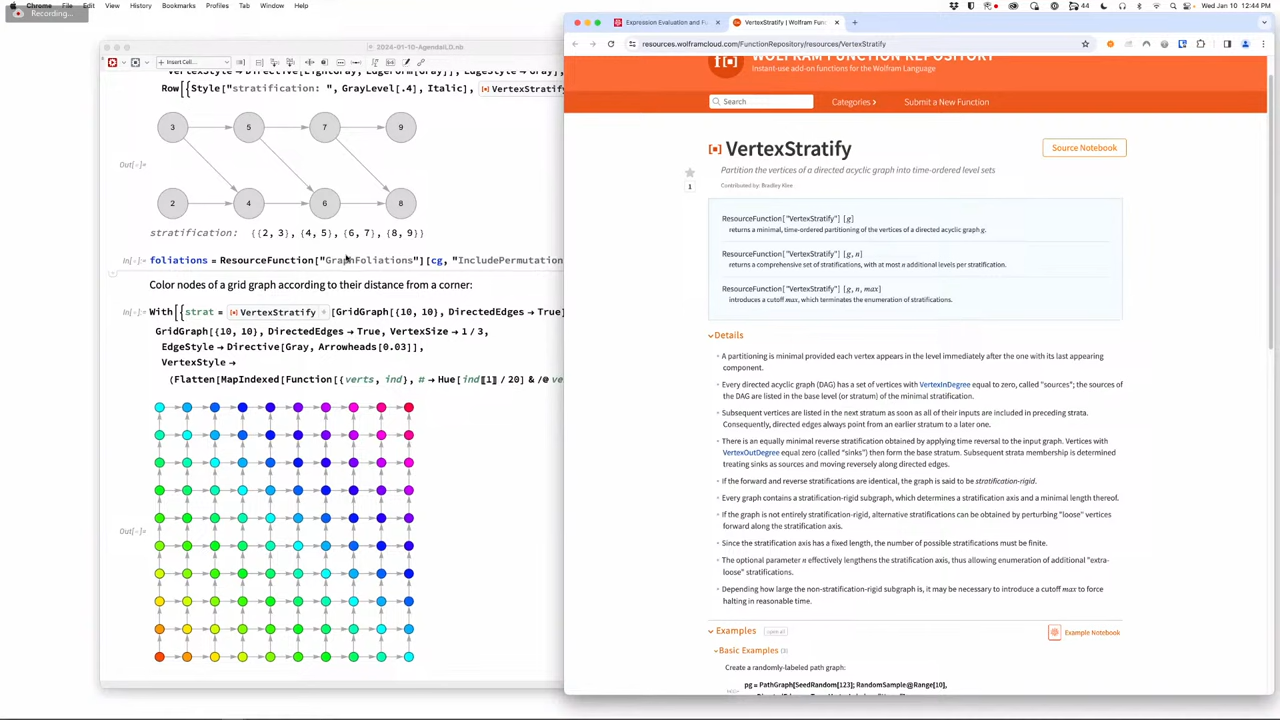 Chrome File Edit View History Bookmarks Profiles Tab Window Help
44 Wed Jan 10 12:44 PM
Recording...
2024-01-10-AgendaII_D.nb
Insert Cell...
Row[{Style["stratification: ", GrayLevel[.4], Italic], VertexStratify
3 5 7 9
Out[
2 4 8
stratification: {{2, 3}, {4, 5}, {6, 7}, {8, 9}}
In[ foliations = ResourceFunction["GraphFoliations"][cg, "IncludePermutation
Color nodes of a grid graph according to their distance from a corner:
In[ With[{strat = VertexStratify [GridGraph[{10, 10}, DirectedEdges → True]
GridGraph[{10, 10}, DirectedEdges → True, VertexSize → 1 / 3,
EdgeStyle → Directive[Gray, Arrowheads[0.03]],
VertexStyle →
(Flatten[MapIndexed[Function[{verts, ind}, # → Hue[ind[[1]] / 20] & /@ ve
Out[
Expression Evaluation and Fu
VertexStratify | Wolfram Func
resources.wolframcloud.com/FunctionRepository/resources/VertexStratify
WOLFRAM FUNCTION REPOSITORY
Instant-use add-on functions for the Wolfram Language
Search
Categories
Submit a New Function
VertexStratify
Source Notebook
Partition the vertices of a directed acyclic graph into time-ordered level sets
1
Contributed by: Bradley Klee
ResourceFunction["VertexStratify"] [g]
returns a minimal, time-ordered partitioning of the vertices of a directed acyclic graph g.
ResourceFunction["VertexStratify"] [g, n]
returns a comprehensive set of stratifications, with at most n additional levels per stratification.
ResourceFunction["VertexStratify"] [g, n, max]
introduces a cutoff max, which terminates the enumeration of stratifications.
Details
A partitioning is minimal provided each vertex appears in the level immediately after the one with its last appearing
component.
Every directed acyclic graph (DAG) has a set of vertices with VertexInDegree equal to zero, called "sources"; the sources of
the DAG are listed in the base level (or stratum) of the minimal stratification.
Subsequent vertices are listed in the next stratum as soon as all of their inputs are included in preceding strata.
Consequently, directed edges always point from an earlier stratum to a later one.
There is an equally minimal reverse stratification obtained by applying time reversal to the input graph. Vertices with
VertexOutDegree equal zero (called "sinks") then form the base stratum. Subsequent strata membership is determined
treating sinks as sources and moving reversely along directed edges.
If the forward and reverse stratifications are identical, the graph is said to be stratification-rigid.
Every graph contains a stratification-rigid subgraph, which determines a stratification axis and a minimal length thereof.
If the graph is not entirely stratification-rigid, alternative stratifications can be obtained by perturbing "loose" vertices
forward along the stratification axis.
Since the stratification axis has a fixed length, the number of possible stratifications must be finite.
The optional parameter n effectively lengthens the stratification axis, thus allowing enumeration of additional "extra-
loose" stratifications.
Depending how large the non-stratification-rigid subgraph is, it may be necessary to introduce a cutoff max to force
halting in reasonable time.
Examples open all
Example Notebook
Basic Examples (3)
Create a randomly-labeled path graph:
pg = PathGraph[SeedRandom[123]; RandomSample@Range[10],